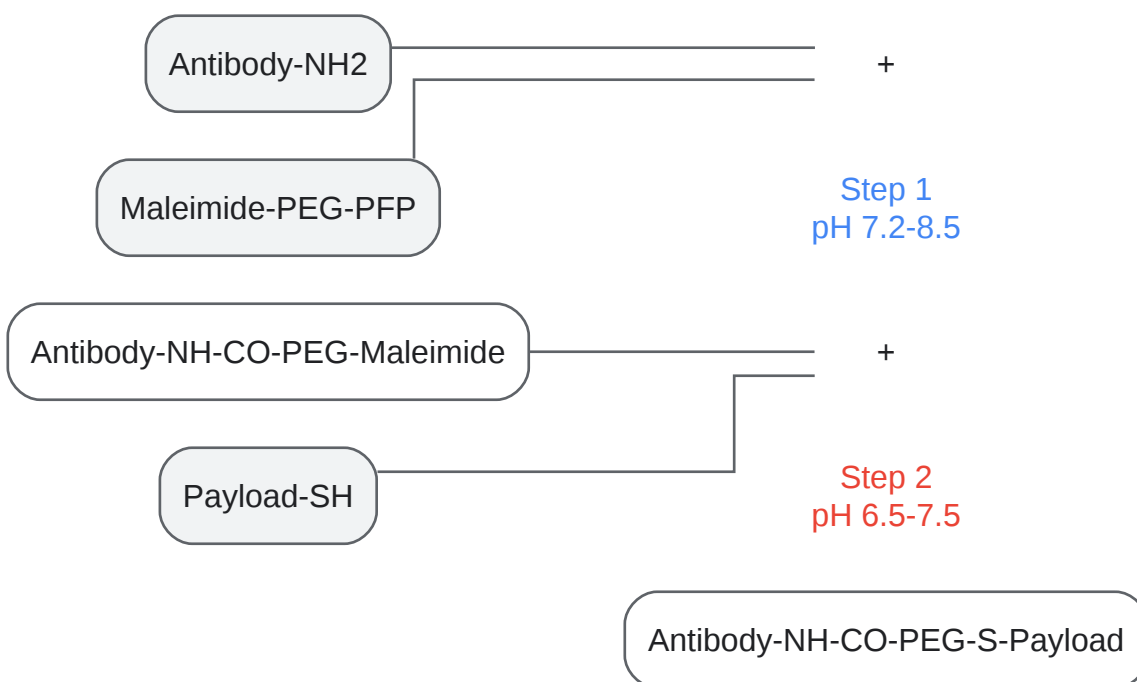 Antibody-NH2
+
Maleimide-PEG-PFP
Step 1
pH 7.2-8.5
Antibody-NH-CO-PEG-Maleimide
+
Payload-SH
Step 2
pH 6.5-7.5
Antibody-NH-CO-PEG-S-Payload